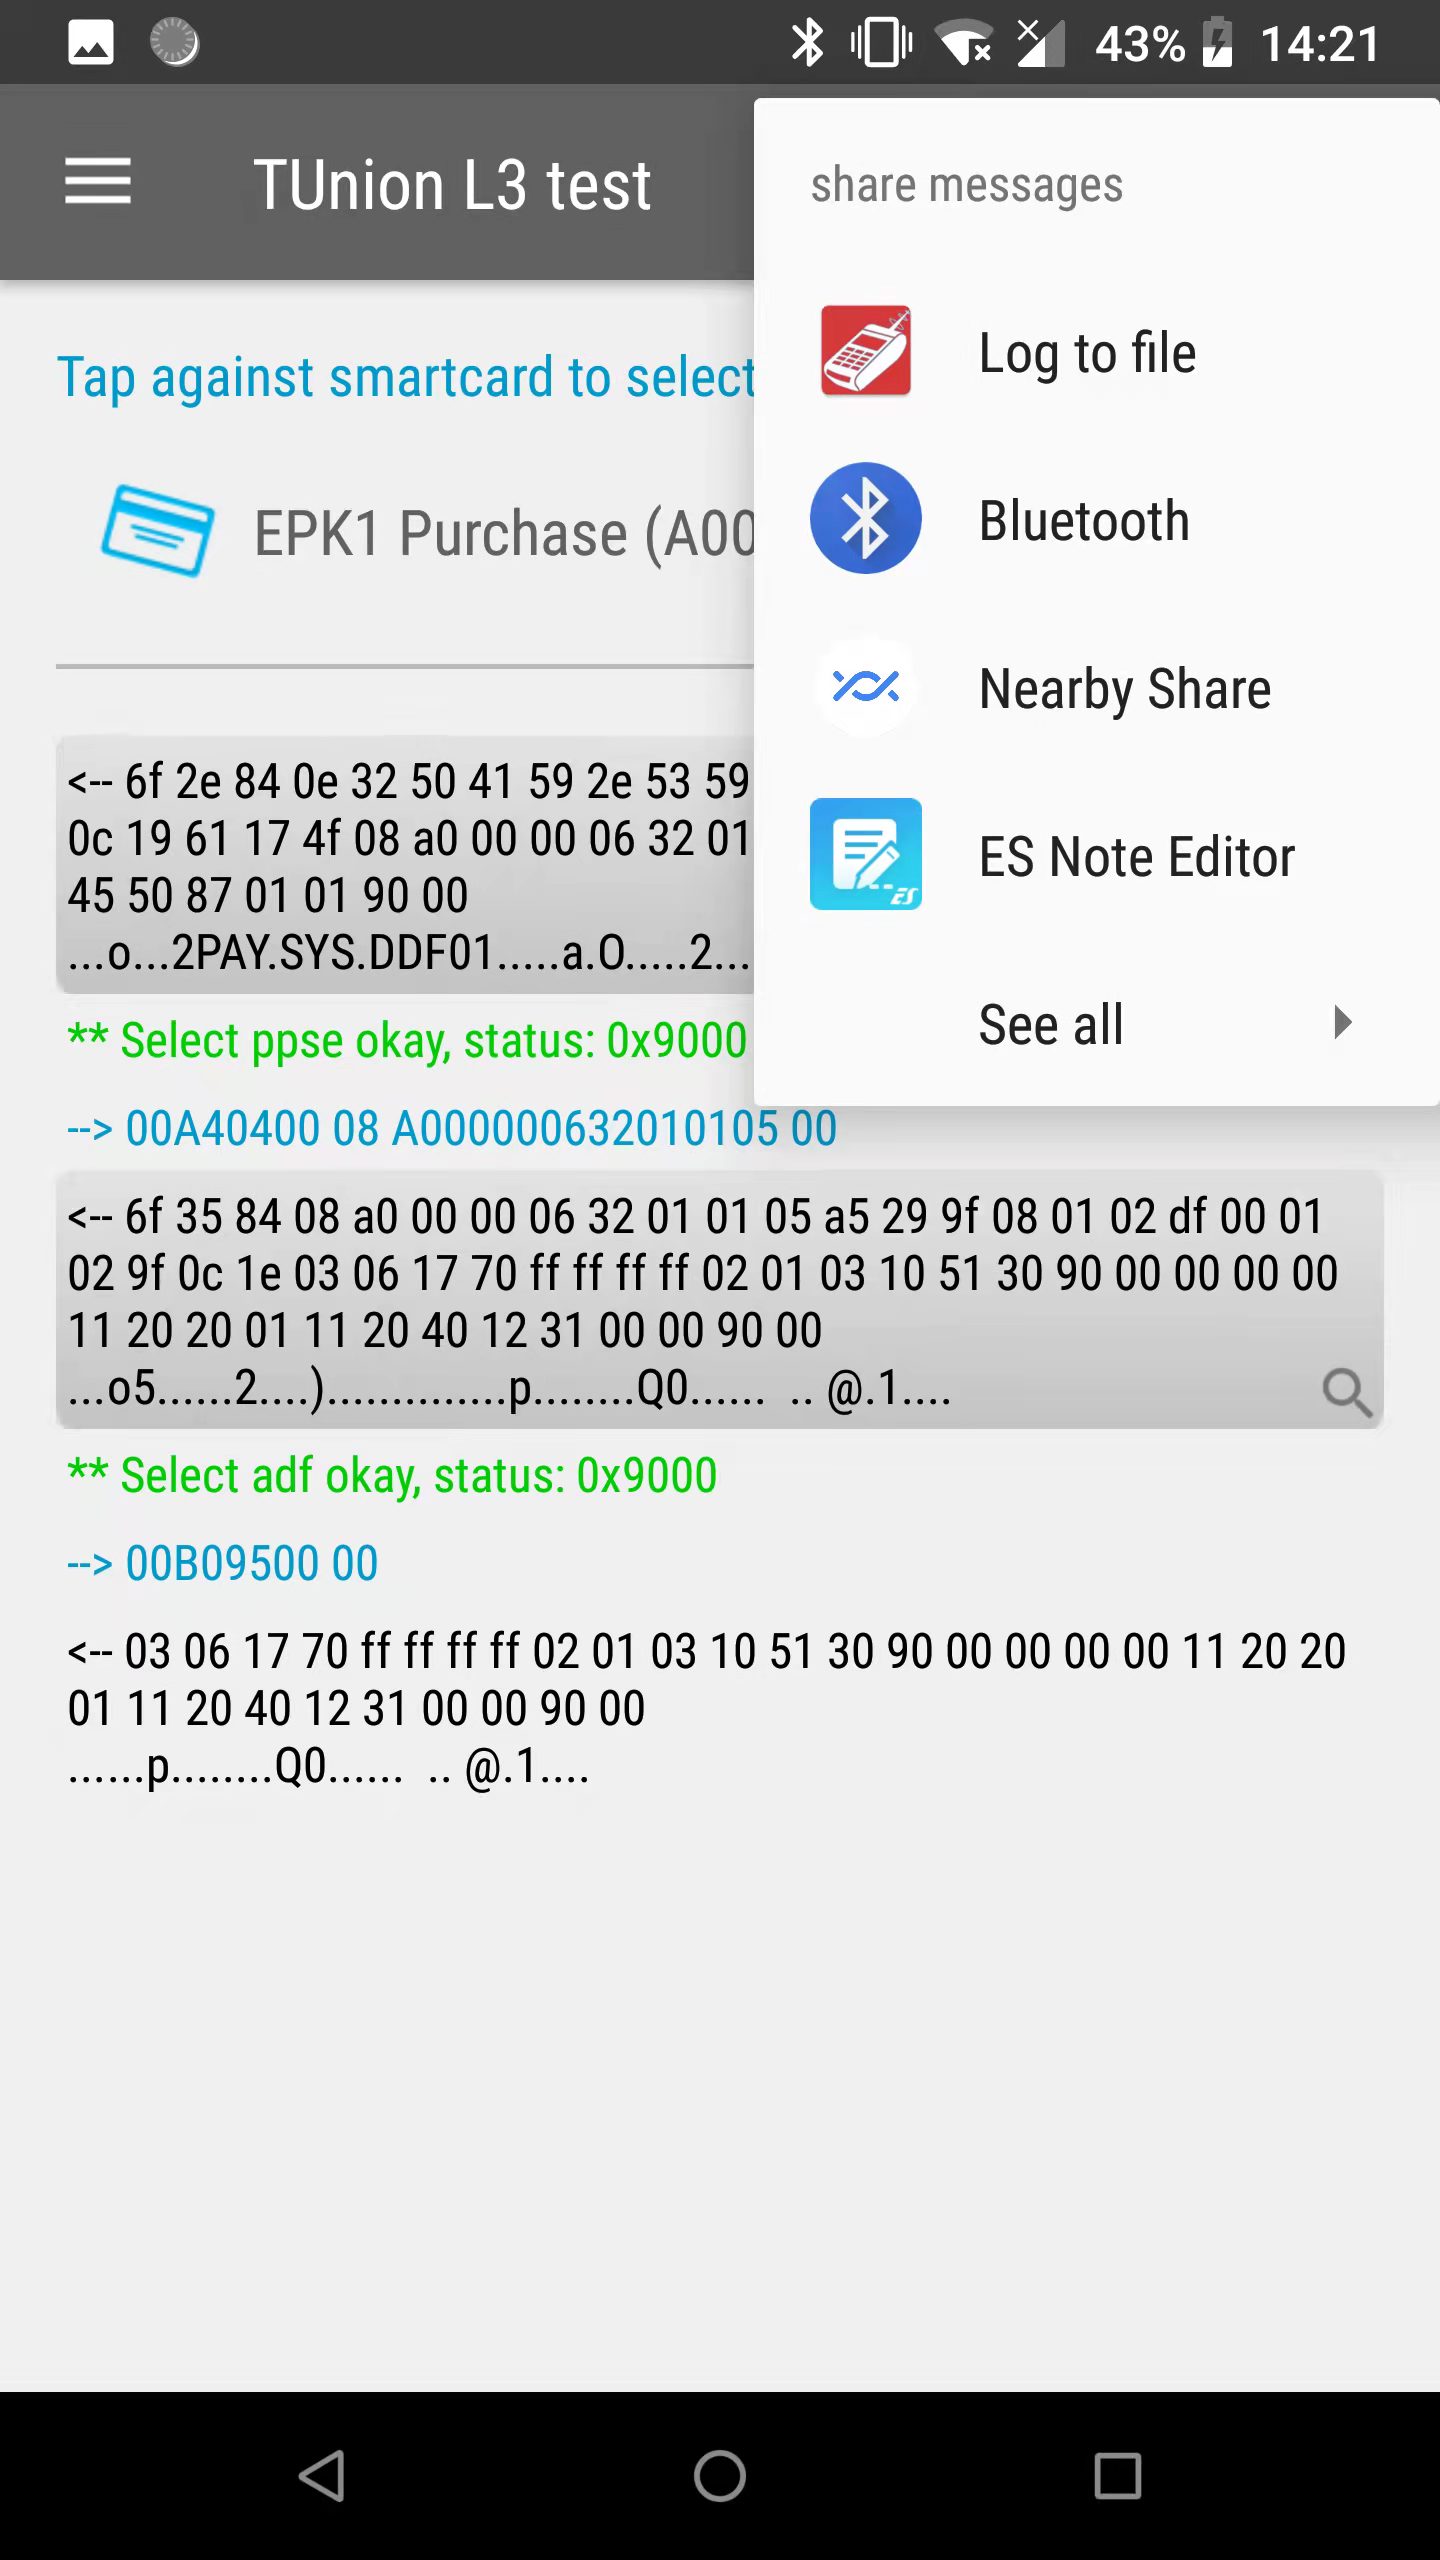 43% 14:21
TUnion L3 test
share messages
Tap against smartcard to select
Log to file
EPK1 Purchase (A00
Bluetooth
Nearby Share
ES Note Editor
ES
See all
<-- 6f 2e 84 0e 32 50 41 59 2e 53 59
0c 19 61 17 4f 08 a0 00 00 06 32 01
45 50 87 01 01 90 00
...o...2PAY.SYS.DDF01.....a.O.....2...
** Select ppse okay, status: 0x9000
--> 00A40400 08 A000000632010105 00
<-- 6f 35 84 08 a0 00 00 06 32 01 01 05 a5 29 9f 08 01 02 df 00 01
02 9f 0c 1e 03 06 17 70 ff ff ff ff 02 01 03 10 51 30 90 00 00 00 00
11 20 20 01 11 20 40 12 31 00 00 90 00
...o5......2....)..............p........Q0......  .. @.1....
** Select adf okay, status: 0x9000
--> 00B09500 00
<-- 03 06 17 70 ff ff ff ff 02 01 03 10 51 30 90 00 00 00 00 11 20 20
01 11 20 40 12 31 00 00 90 00
......p........Q0......  .. @.1....